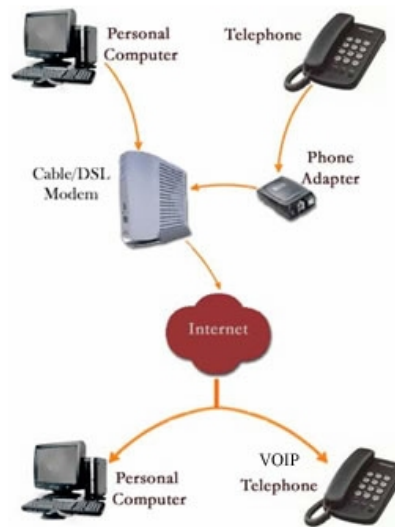 Personal
Computer
Telephone
Cable/DSL
Modem
Phone
Adapter
Internet
Personal
Computer
VOIP
Telephone